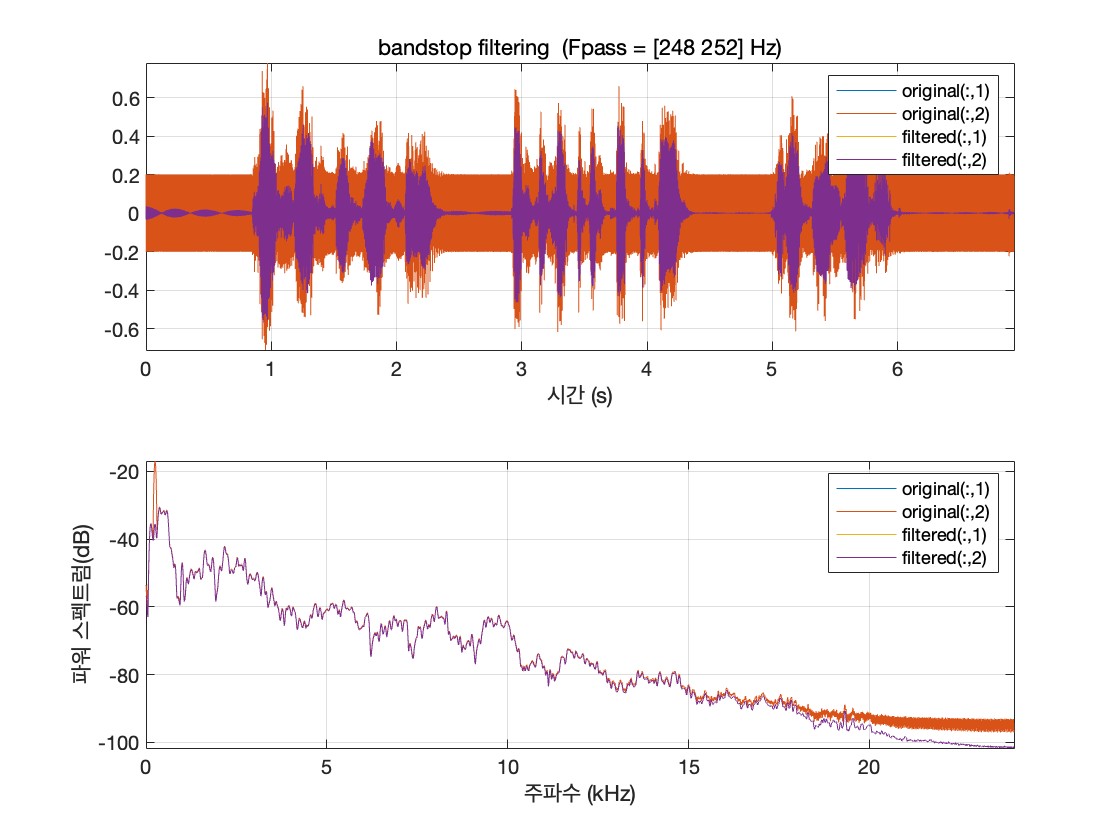 bandstop filtering  (Fpass = [248 252] Hz)
original(:,1)
original(:,2)
filtered(:,1)
filtered(:,2)
0.6
0.4
0.2
0
-0.2
-0.4
-0.6
0 1 2 3 4 5 6
시간 (s)
-20
-40
-60
-80
-100
파워 스펙트럼(dB)
original(:,1)
original(:,2)
filtered(:,1)
filtered(:,2)
0 5 10 15 20
주파수 (kHz)